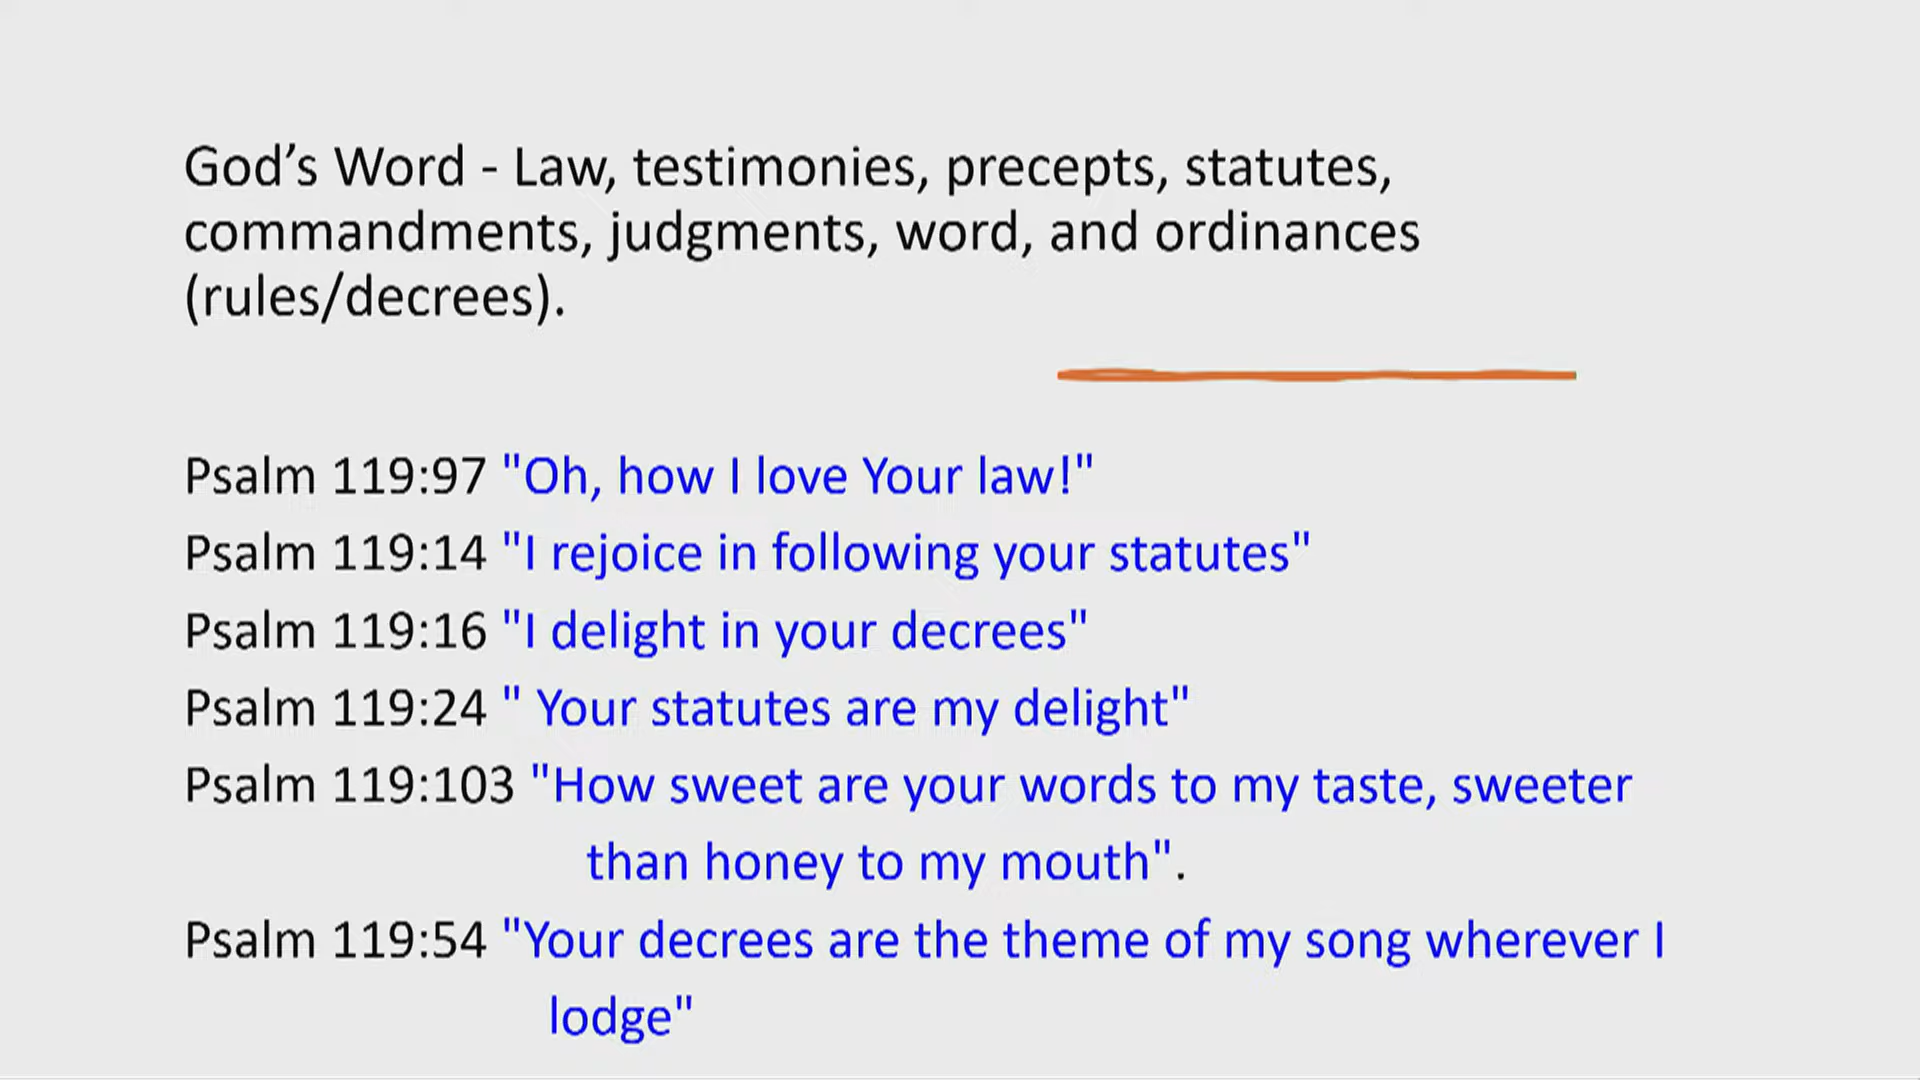 God’s Word - Law, testimonies, precepts, statutes,
commandments, judgments, word, and ordinances
(rules/decrees).
Psalm 119:97 "Oh, how I love Your law!"
Psalm 119:14 "I rejoice in following your statutes"
Psalm 119:16 "I delight in your decrees"
Psalm 119:24 " Your statutes are my delight"
Psalm 119:103 "How sweet are your words to my taste, sweeter
than honey to my mouth".
Psalm 119:54 "Your decrees are the theme of my song wherever I
lodge"